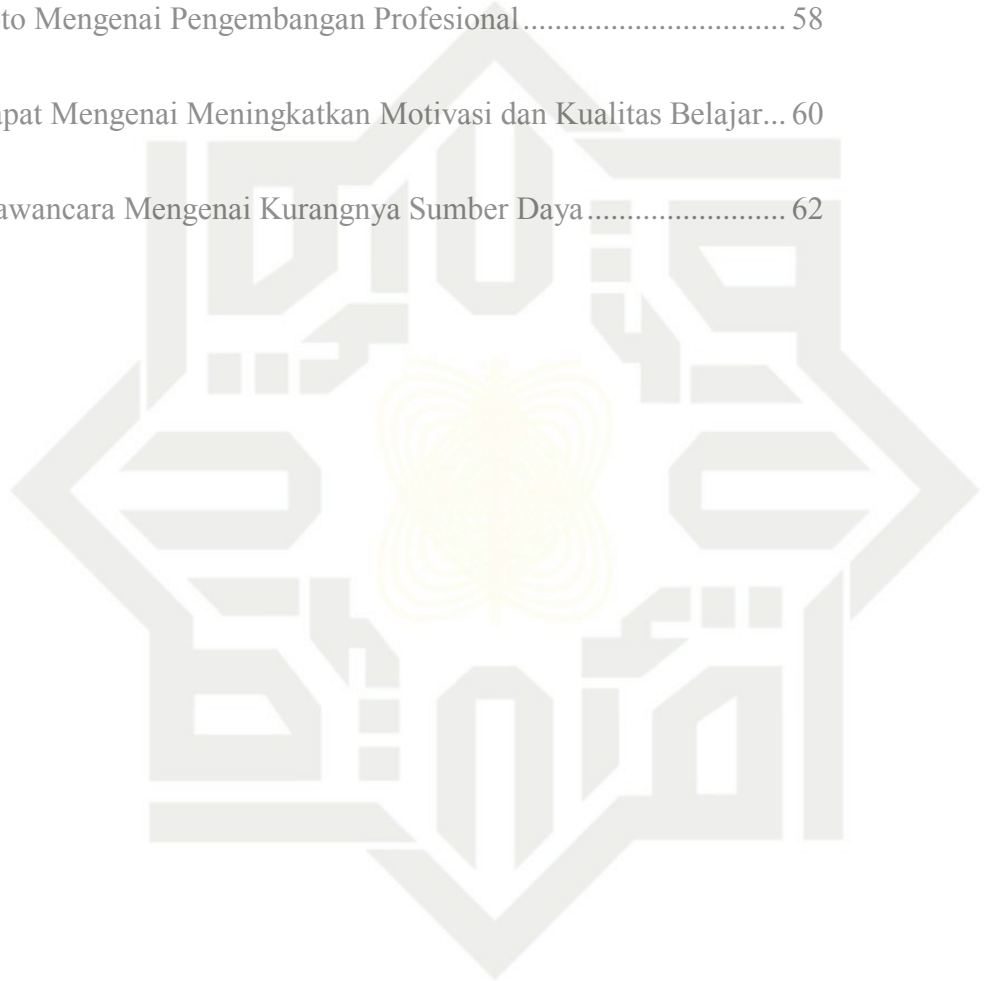 to Mengenai Pengembangan Profesional................................ 58
apat Mengenai Meningkatkan Motivasi dan Kualitas Belajar... 60
awancara Mengenai Kurangnya Sumber Daya........................ 62